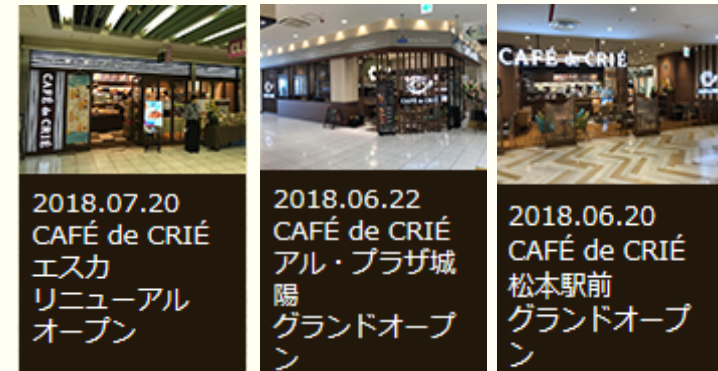 CAFÉ de CRIÉ
CAFÉ de CRIÉ
2018.07.20
CAFÉ de CRIÉ
エスカ
リニューアル
オープン
CAFÉ de CRIÉ
2018.06.22
CAFÉ de CRIÉ
アル・プラザ城
陽
グランドオープ
ン
CAFÉ de CRIÉ
2018.06.20
CAFÉ de CRIÉ
松本駅前
グランドオープ
ン